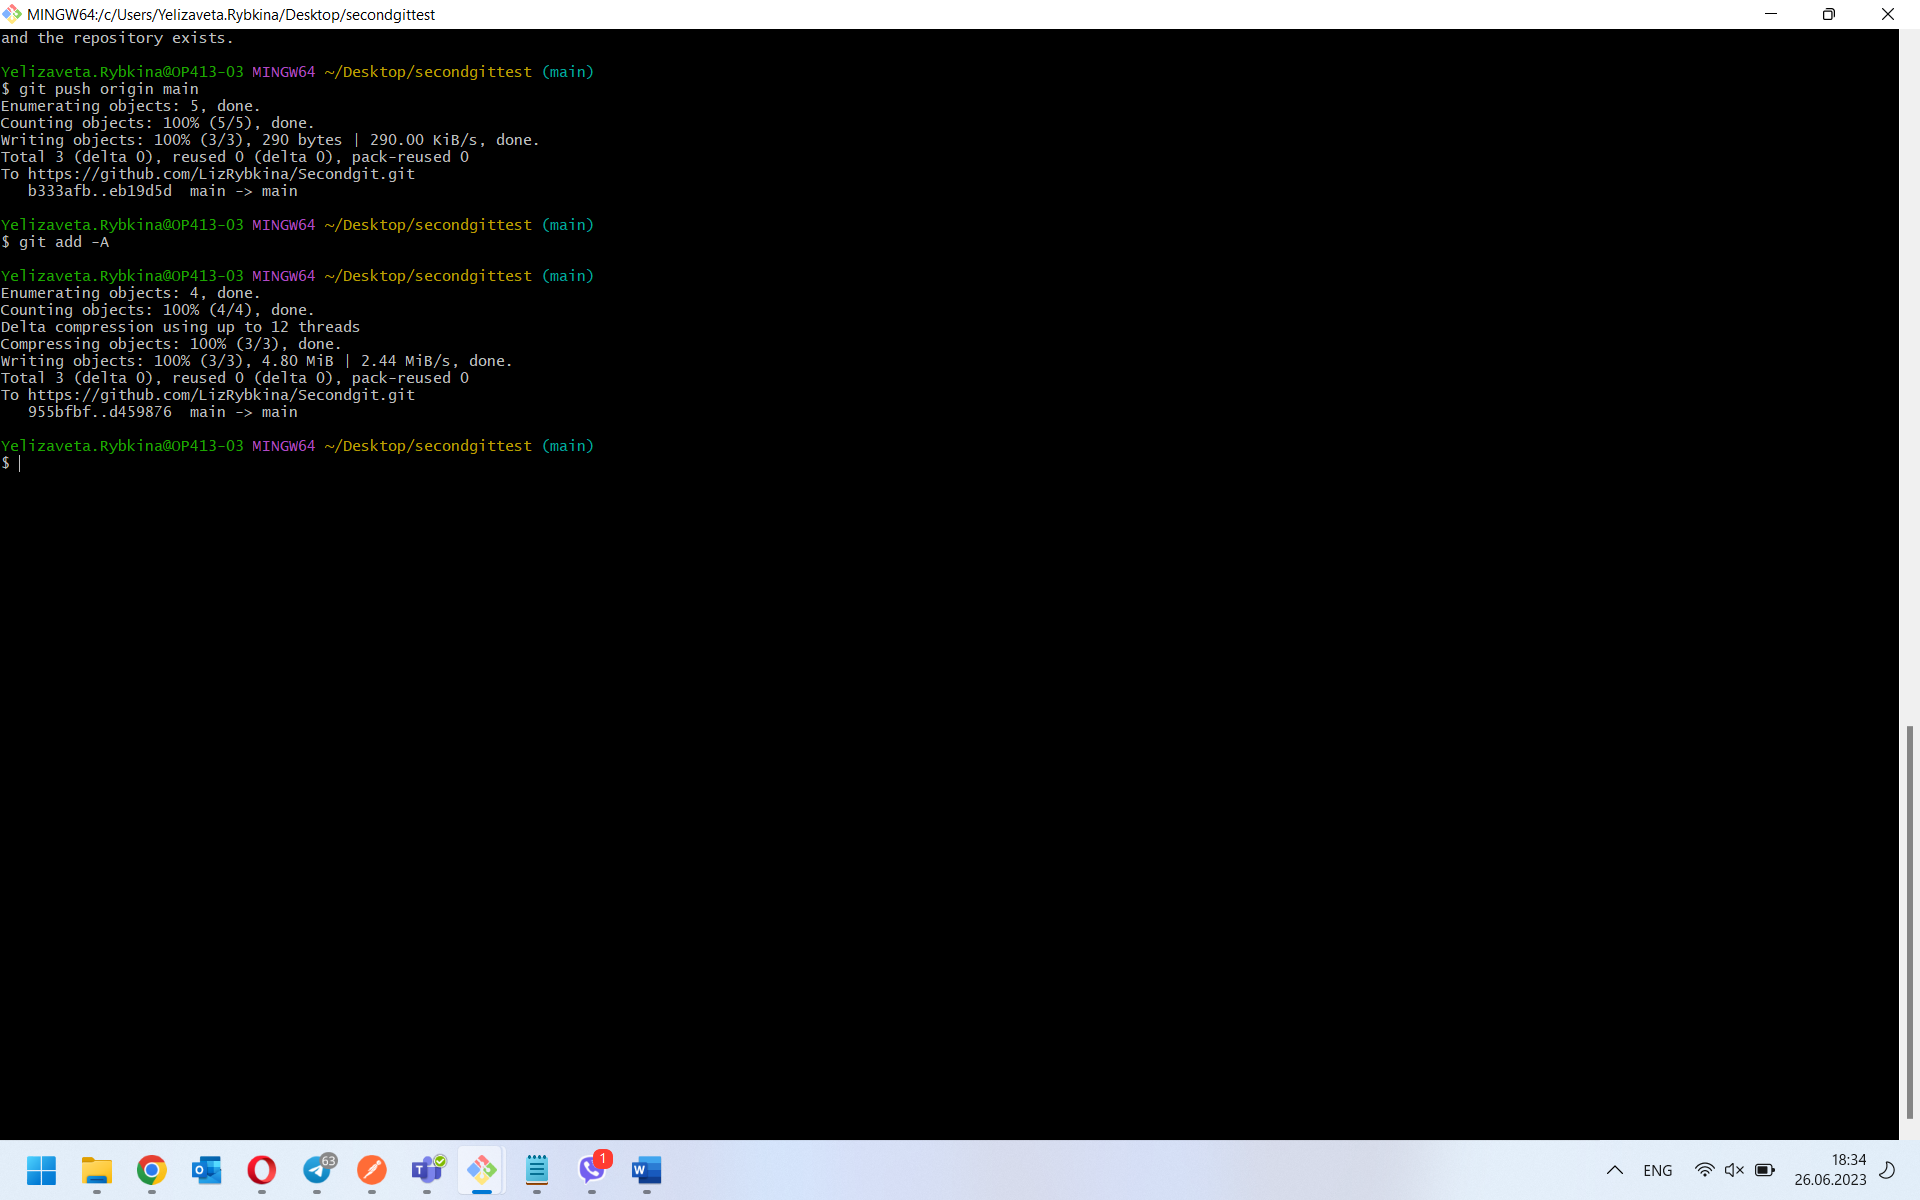 MINGW64:/c/Users/Yelizaveta.Rybkina/Desktop/secondgittest
and the repository exists.
Yelizaveta.Rybkina@OP413-03 MINGW64 ~/Desktop/secondgittest (main)
$ git push origin main
Enumerating objects: 5, done.
Counting objects: 100% (5/5), done.
Writing objects: 100% (3/3), 290 bytes | 290.00 KiB/s, done.
Total 3 (delta 0), reused 0 (delta 0), pack-reused 0
To https://github.com/LizRybkina/Secondgit.git
   b333afb..eb19d5d  main -> main
Yelizaveta.Rybkina@OP413-03 MINGW64 ~/Desktop/secondgittest (main)
$ git add -A
Yelizaveta.Rybkina@OP413-03 MINGW64 ~/Desktop/secondgittest (main)
Enumerating objects: 4, done.
Counting objects: 100% (4/4), done.
Delta compression using up to 12 threads
Compressing objects: 100% (3/3), done.
Writing objects: 100% (3/3), 4.80 MiB | 2.44 MiB/s, done.
Total 3 (delta 0), reused 0 (delta 0), pack-reused 0
To https://github.com/LizRybkina/Secondgit.git
   955bfbf..d459876  main -> main
Yelizaveta.Rybkina@OP413-03 MINGW64 ~/Desktop/secondgittest (main)
$
63
1
ENG
18:34
26.06.2023